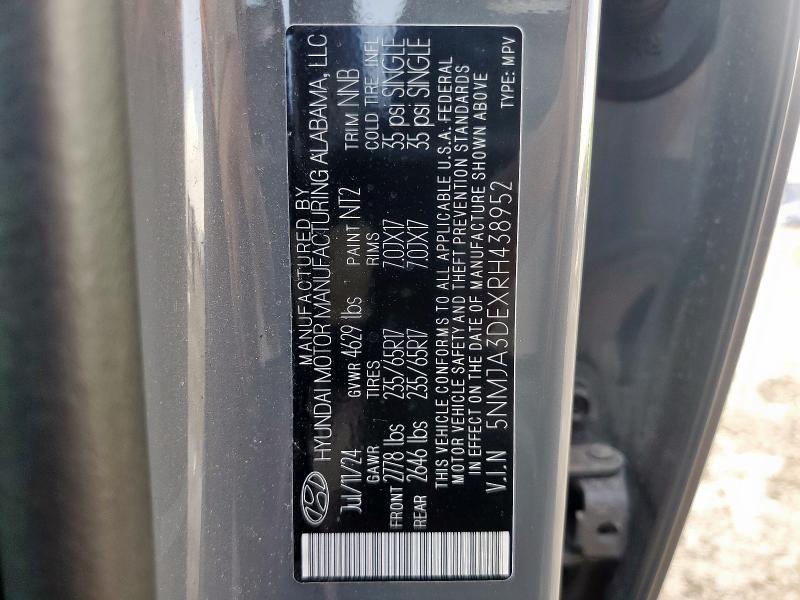 MANUFACTURED BY
HYUNDAI MOTOR MANUFACTURING ALABAMA, LLC
Jul/11/24 GVWR 4629 lbs PAINT NT2 TRIM NNB
GAWR TIRES RIMS COLD TIRE INFL
FRONT 2778 lbs 235/65R17 7.0JX17 35 psi SINGLE
REAR 2646 lbs 235/65R17 7.0JX17 35 psi SINGLE
THIS VEHICLE CONFORMS TO ALL APPLICABLE U.S.A. FEDERAL
MOTOR VEHICLE SAFETY AND THEFT PREVENTION STANDARDS
IN EFFECT ON THE DATE OF MANUFACTURE SHOWN ABOVE
V.I.N 5NMJA3DEXRH438952 TYPE: MPV